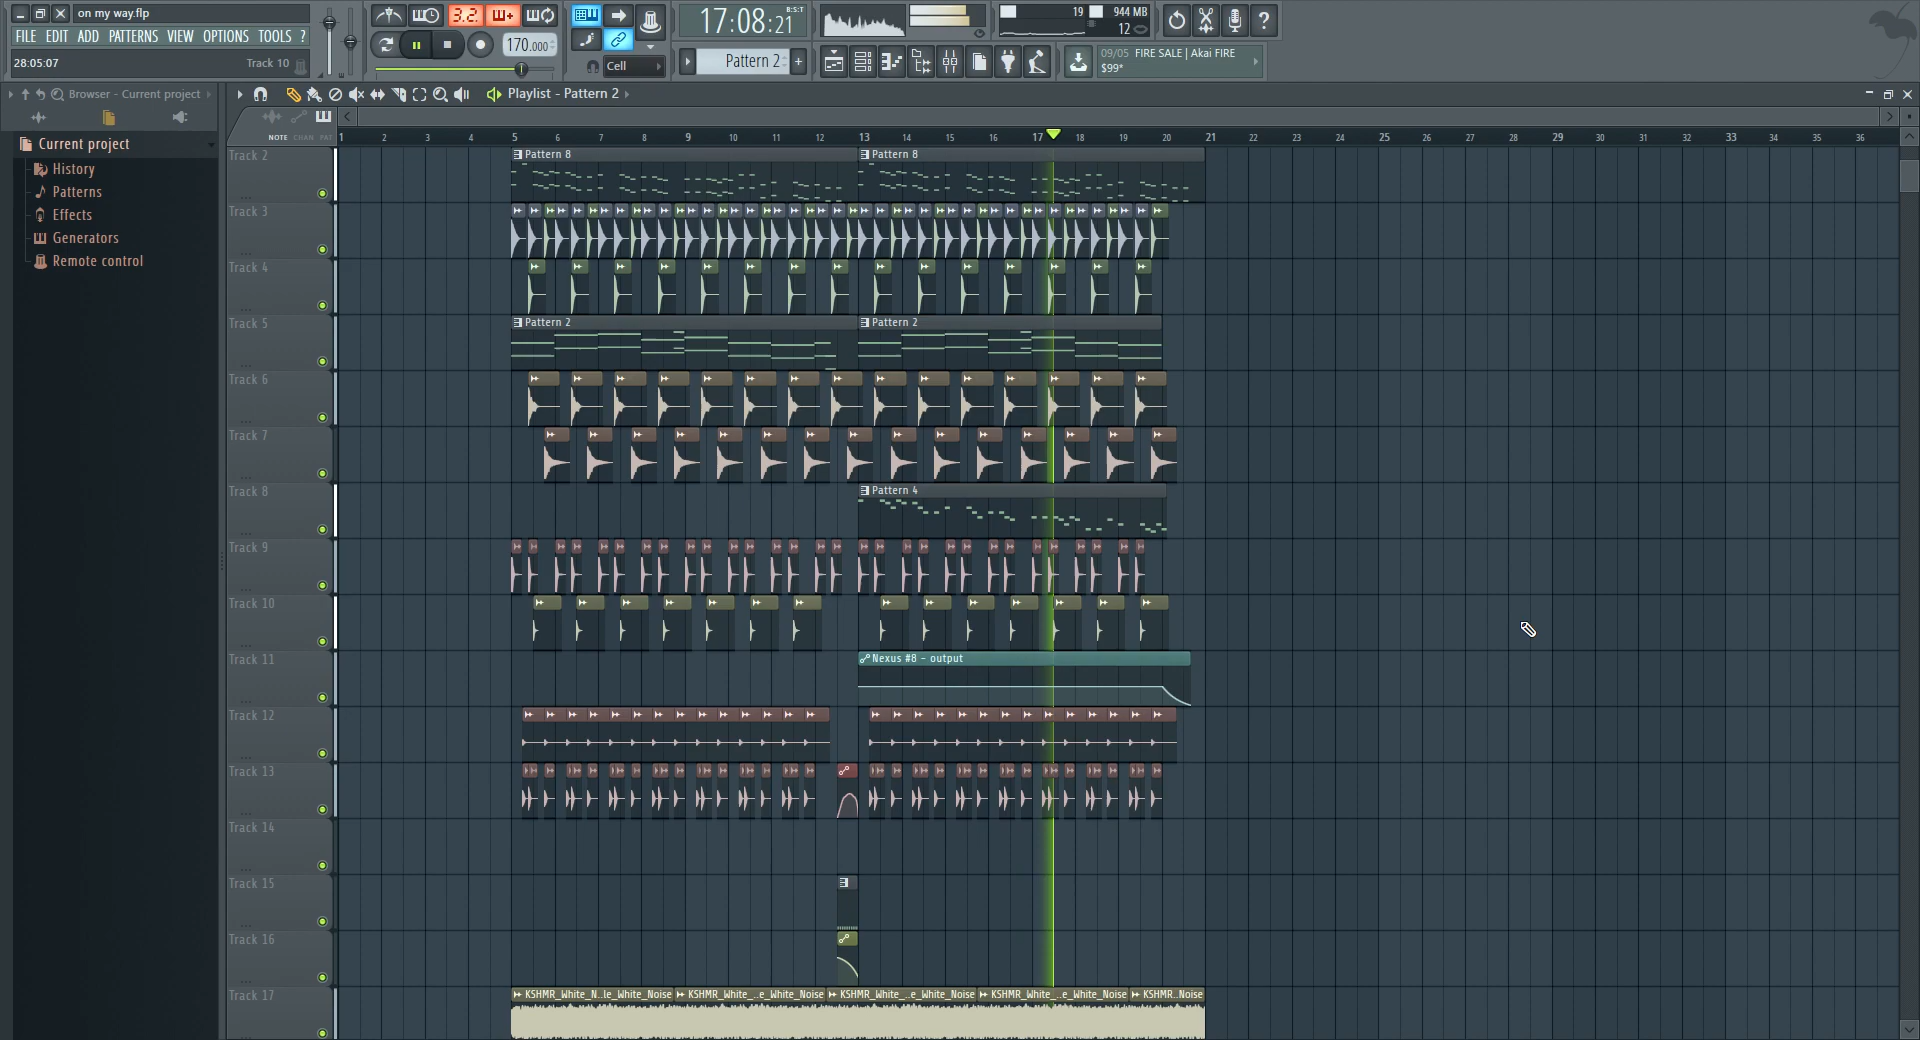 on my way.flp
FILE EDIT ADD PATTERNS VIEW OPTIONS TOOLS ?
28:05:07 Track 10
3.2.
170.000
Cell
17:08:21 B:S:T
Pattern 2
19 944 MB
12
09/05 FIRE SALE | Akai FIRE
$99*
Browser - Current project
Playlist - Pattern 2
NOTE CHAN PAT
1 2 3 4 5 6 7 8 9 10 11 12 13 14 15 16 17 18 19 20 21 22 23 24 25 26 27 28 29 30 31 32 33 34 35 36
Current project
History
Patterns
Effects
Generators
Remote control
Track 2 Pattern 8 Pattern 8
Track 3
Track 4
Track 5 Pattern 2 Pattern 2
Track 6
Track 7
Track 8 Pattern 4
Track 9
Track 10
Track 11 Nexus #8 - output
Track 12
Track 13
Track 14
Track 15
Track 16
Track 17 KSHMR_White_N..le_White_Noise KSHMR_White_..e_White_Noise KSHMR_White_..e_White_Noise KSHMR_White_..e_White_Noise KSHMR..Noise